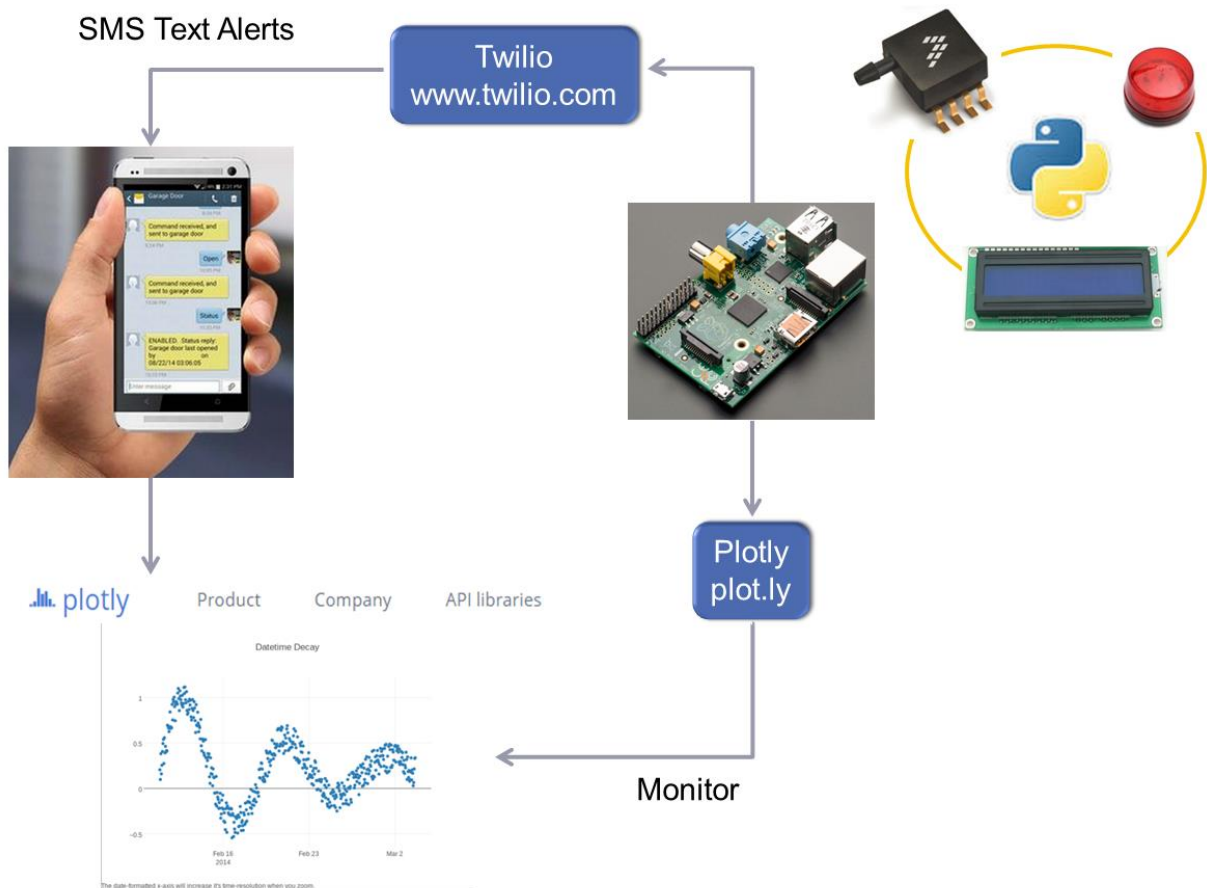 SMS Text Alerts
Twilio
www.twilio.com
Garage Door
Command received, and
sent to garage door
Open
Command received, and
sent to garage door
Status
ENABLED. Status reply:
Garage door last opened
by on
08/22/14 03:06:05
Enter message
Plotly
plot.ly
plotly Product Company API libraries
Datetime Decay
1
0.5
0
-0.5
Feb 16
2014
Feb 23
Mar 2
The date-formatted x-axis will increase it's time-resolution when you zoom.
Monitor